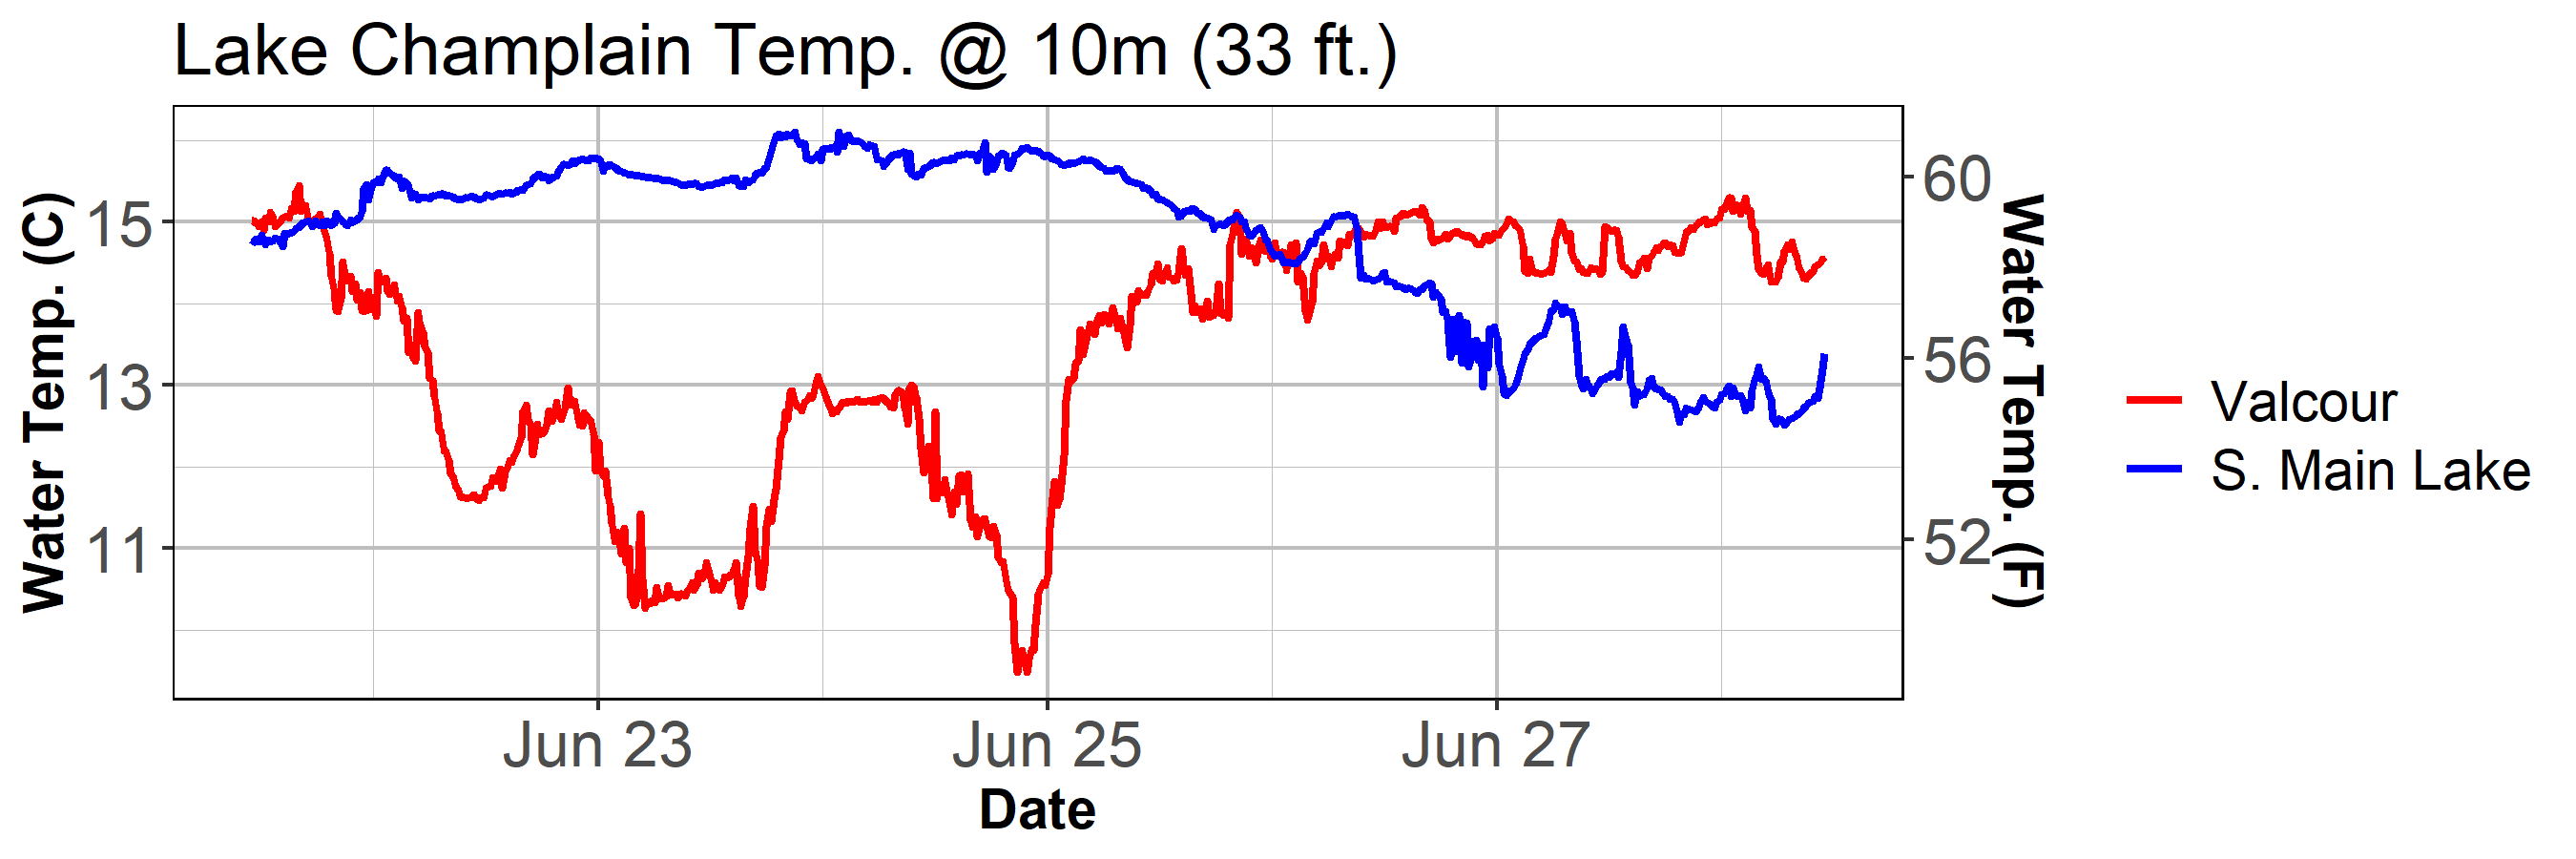 Lake Champlain Temp. @ 10m (33 ft.)
Water Temp. (C)
15
13
11
60
56
52
Water Temp. (F)
Jun 23
Jun 25
Jun 27
Date
Valcour
S. Main Lake